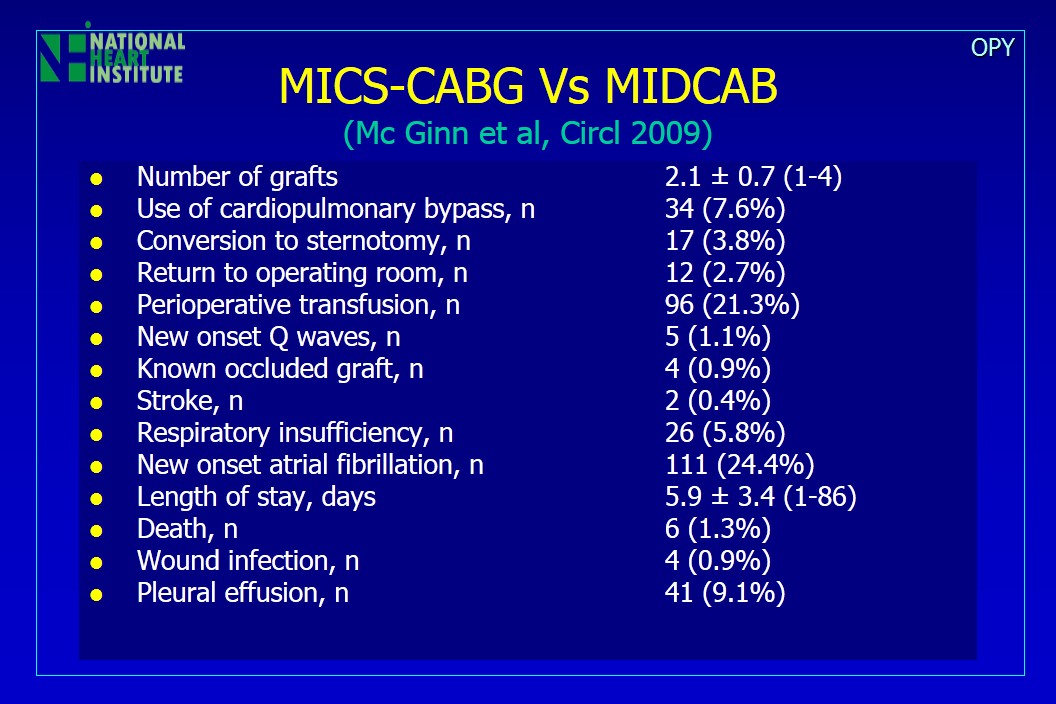 NATIONAL
HEART
INSTITUTE
OPY
MICS-CABG Vs MIDCAB
(Mc Ginn et al, Circl 2009)
Number of grafts 2.1 ± 0.7 (1-4)
Use of cardiopulmonary bypass, n 34 (7.6%)
Conversion to sternotomy, n 17 (3.8%)
Return to operating room, n 12 (2.7%)
Perioperative transfusion, n 96 (21.3%)
New onset Q waves, n 5 (1.1%)
Known occluded graft, n 4 (0.9%)
Stroke, n 2 (0.4%)
Respiratory insufficiency, n 26 (5.8%)
New onset atrial fibrillation, n 111 (24.4%)
Length of stay, days 5.9 ± 3.4 (1-86)
Death, n 6 (1.3%)
Wound infection, n 4 (0.9%)
Pleural effusion, n 41 (9.1%)